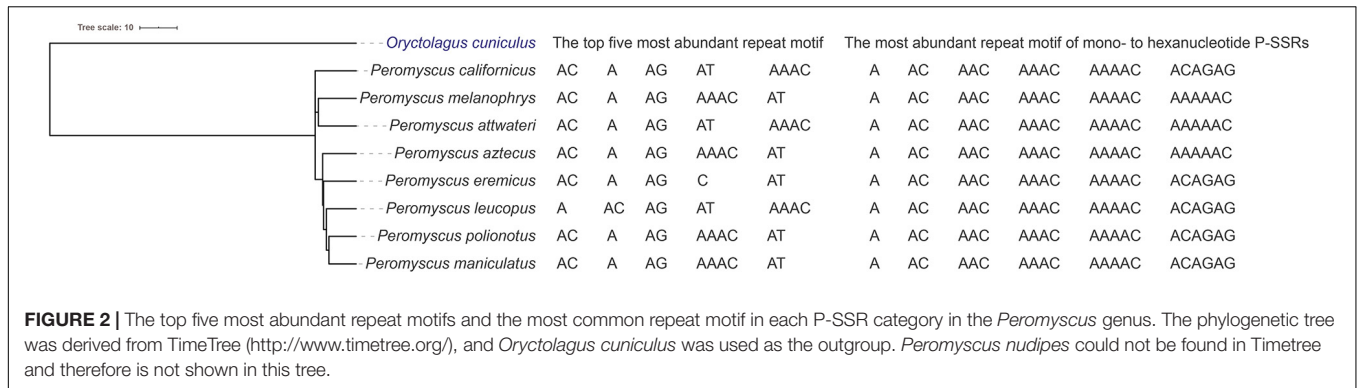 Tree scale: 10
Oryctolagus cuniculus The top five most abundant repeat motif The most abundant repeat motif of mono- to hexanucleotide P-SSRs
Peromyscus californicus AC A AG AT AAAC A AC AAC AAAC AAAAC ACAGAG
Peromyscus melanophrys AC A AG AAAC AT A AC AAC AAAC AAAAC AAAAAC
Peromyscus attwateri AC A AG AT AAAC A AC AAC AAAC AAAAC AAAAAC
Peromyscus aztecus AC A AG AAAC AT A AC AAC AAAC AAAAC AAAAAC
Peromyscus eremicus AC A AG C AT A AC AAC AAAC AAAAC ACAGAG
Peromyscus leucopus A AC AG AT AAAC A AC AAC AAAC AAAAC ACAGAG
Peromyscus polionotus AC A AG AAAC AT A AC AAC AAAC AAAAC ACAGAG
Peromyscus maniculatus AC A AG AAAC AT A AC AAC AAAC AAAAC ACAGAG
FIGURE 2 | The top five most abundant repeat motifs and the most common repeat motif in each P-SSR category in the Peromyscus genus. The phylogenetic tree
was derived from TimeTree (http://www.timetree.org/), and Oryctolagus cuniculus was used as the outgroup. Peromyscus nudipes could not be found in Timetree
and therefore is not shown in this tree.